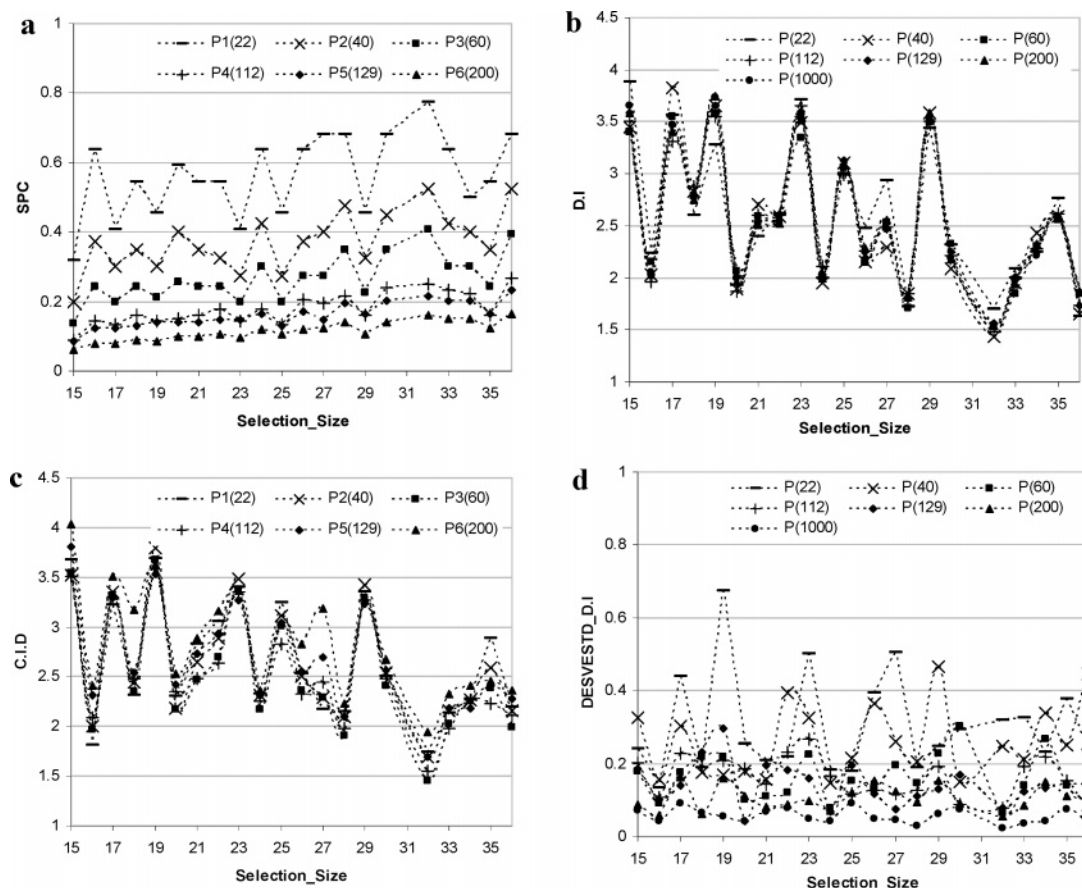 a
P1(22) P2(40) P3(60)
P4(112) P5(129) P6(200)
SPC
1
0.8
0.6
0.4
0.2
0
15 17 19 21 23 25 27 29 31 33 35
Selection_Size
b
P(22) P(40) P(60)
P(112) P(129) P(200)
P(1000)
D.I
4.5
4
3.5
3
2.5
2
1.5
1
15 17 19 21 23 25 27 29 31 33 35
Selection_Size
c
P1(22) P2(40) P3(60)
P4(112) P5(129) P6(200)
C.I.D
4.5
4
3.5
3
2.5
2
1.5
1
15 17 19 21 23 25 27 29 31 33 35
Selection_Size
d
P(22) P(40) P(60)
P(112) P(129) P(200)
P(1000)
DESVESTD_D.I
1
0.8
0.6
0.4
0.2
0
15 17 19 21 23 25 27 29 31 33 35
Selection_Size